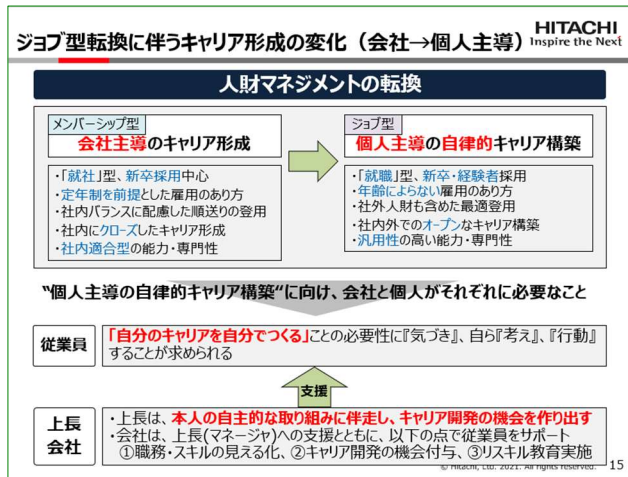 ジョブ型転換に伴うキャリア形成の変化（会社→個人主導）
HITACHI
Inspire the Next
人財マネジメントの転換
メンバーシップ型
会社主導のキャリア形成
・「就社」型、新卒採用中心
・定年制を前提とした雇用のあり方
・社内バランスに配慮した順送りの登用
・社内にクローズしたキャリア形成
・社内適合型の能力・専門性
ジョブ型
個人主導の自律的キャリア構築
・「就職」型、新卒・経験者採用
・年齢によらない雇用のあり方
・社外人財も含めた最適登用
・社内外でのオープンなキャリア構築
・汎用性の高い能力・専門性
“個人主導の自律的キャリア構築“に向け、会社と個人がそれぞれに必要なこと
従業員
「自分のキャリアを自分でつくる」ことの必要性に『気づき』、自ら『考え』、『行動』
することが求められる
支援
上長
会社
・上長は、本人の自主的な取り組みに伴走し、キャリア開発の機会を作り出す
・会社は、上長(マネージャ)への支援とともに、以下の点で従業員をサポート
①職務・スキルの見える化、②キャリア開発の機会付与、③リスキル教育実施
© Hitachi, Ltd. 2021. All rights reserved.
15